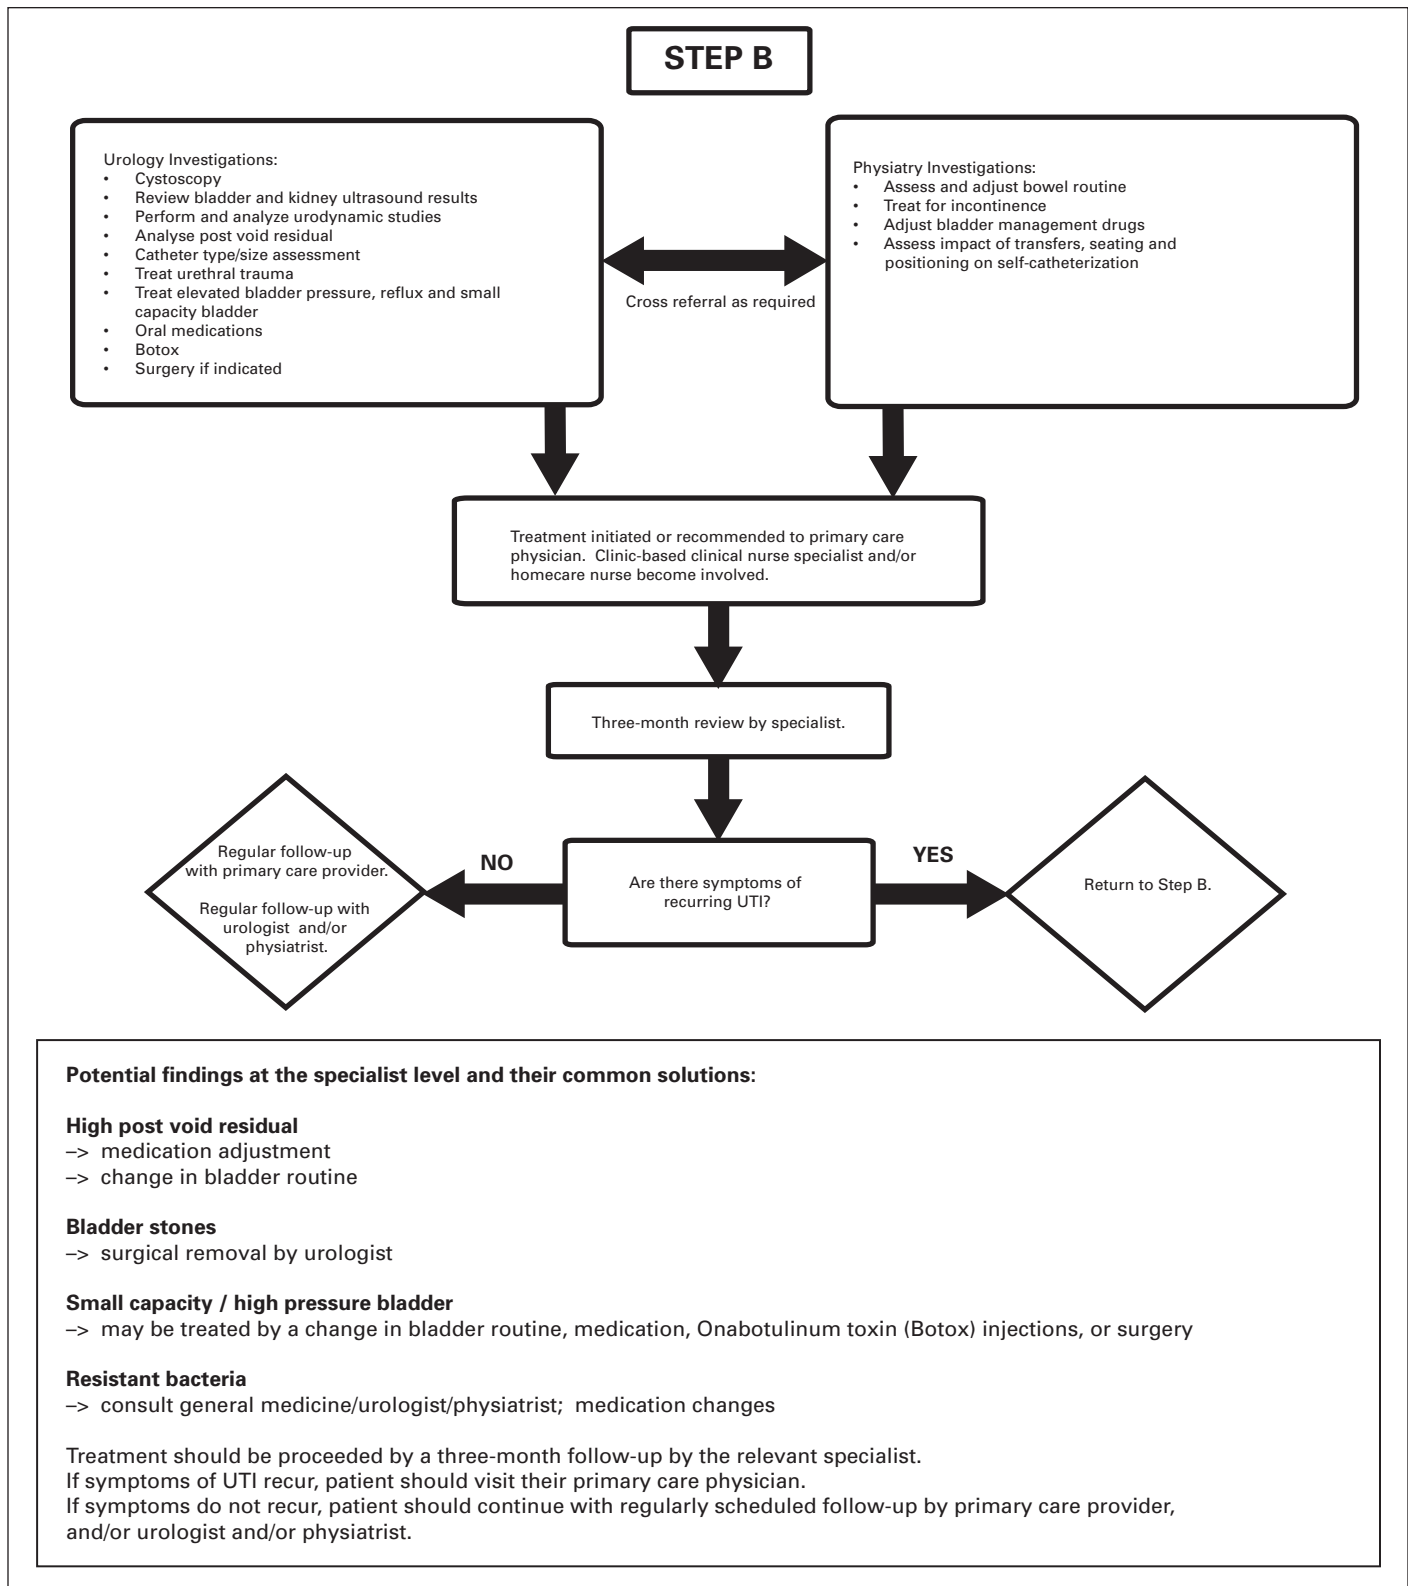 STEP B
Urology Investigations:
• Cystoscopy
• Review bladder and kidney ultrasound results
• Perform and analyze urodynamic studies
• Analyse post void residual
• Catheter type/size assessment
• Treat urethral trauma
• Treat elevated bladder pressure, reflux and small
capacity bladder
• Oral medications
• Botox
• Surgery if indicated
Cross referral as required
Physiatry Investigations:
• Assess and adjust bowel routine
• Treat for incontinence
• Adjust bladder management drugs
• Assess impact of transfers, seating and
positioning on self-catheterization
Treatment initiated or recommended to primary care
physician. Clinic-based clinical nurse specialist and/or
homecare nurse become involved.
Three-month review by specialist.
Are there symptoms of
recurring UTI?
NO
Regular follow-up
with primary care provider.
Regular follow-up with
urologist and/or
physiatrist.
YES
Return to Step B.
Potential findings at the specialist level and their common solutions:
High post void residual
–> medication adjustment
–> change in bladder routine
Bladder stones
–> surgical removal by urologist
Small capacity / high pressure bladder
–> may be treated by a change in bladder routine, medication, Onabotulinum toxin (Botox) injections, or surgery
Resistant bacteria
–> consult general medicine/urologist/physiatrist; medication changes
Treatment should be proceeded by a three-month follow-up by the relevant specialist.
If symptoms of UTI recur, patient should visit their primary care physician.
If symptoms do not recur, patient should continue with regularly scheduled follow-up by primary care provider,
and/or urologist and/or physiatrist.